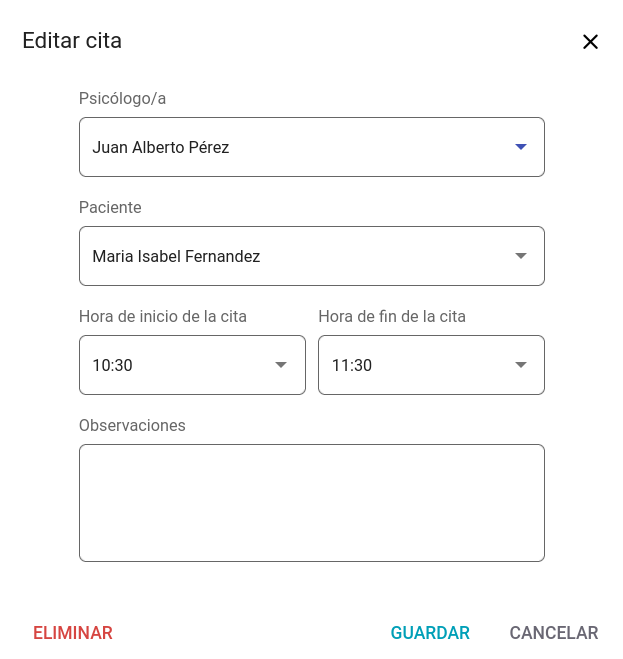 Editar cita
Psicólogo/a
Juan Alberto Pérez
Paciente
Maria Isabel Fernandez
Hora de inicio de la cita
Hora de fin de la cita
10:30
11:30
Observaciones
ELIMINAR
GUARDAR
CANCELAR